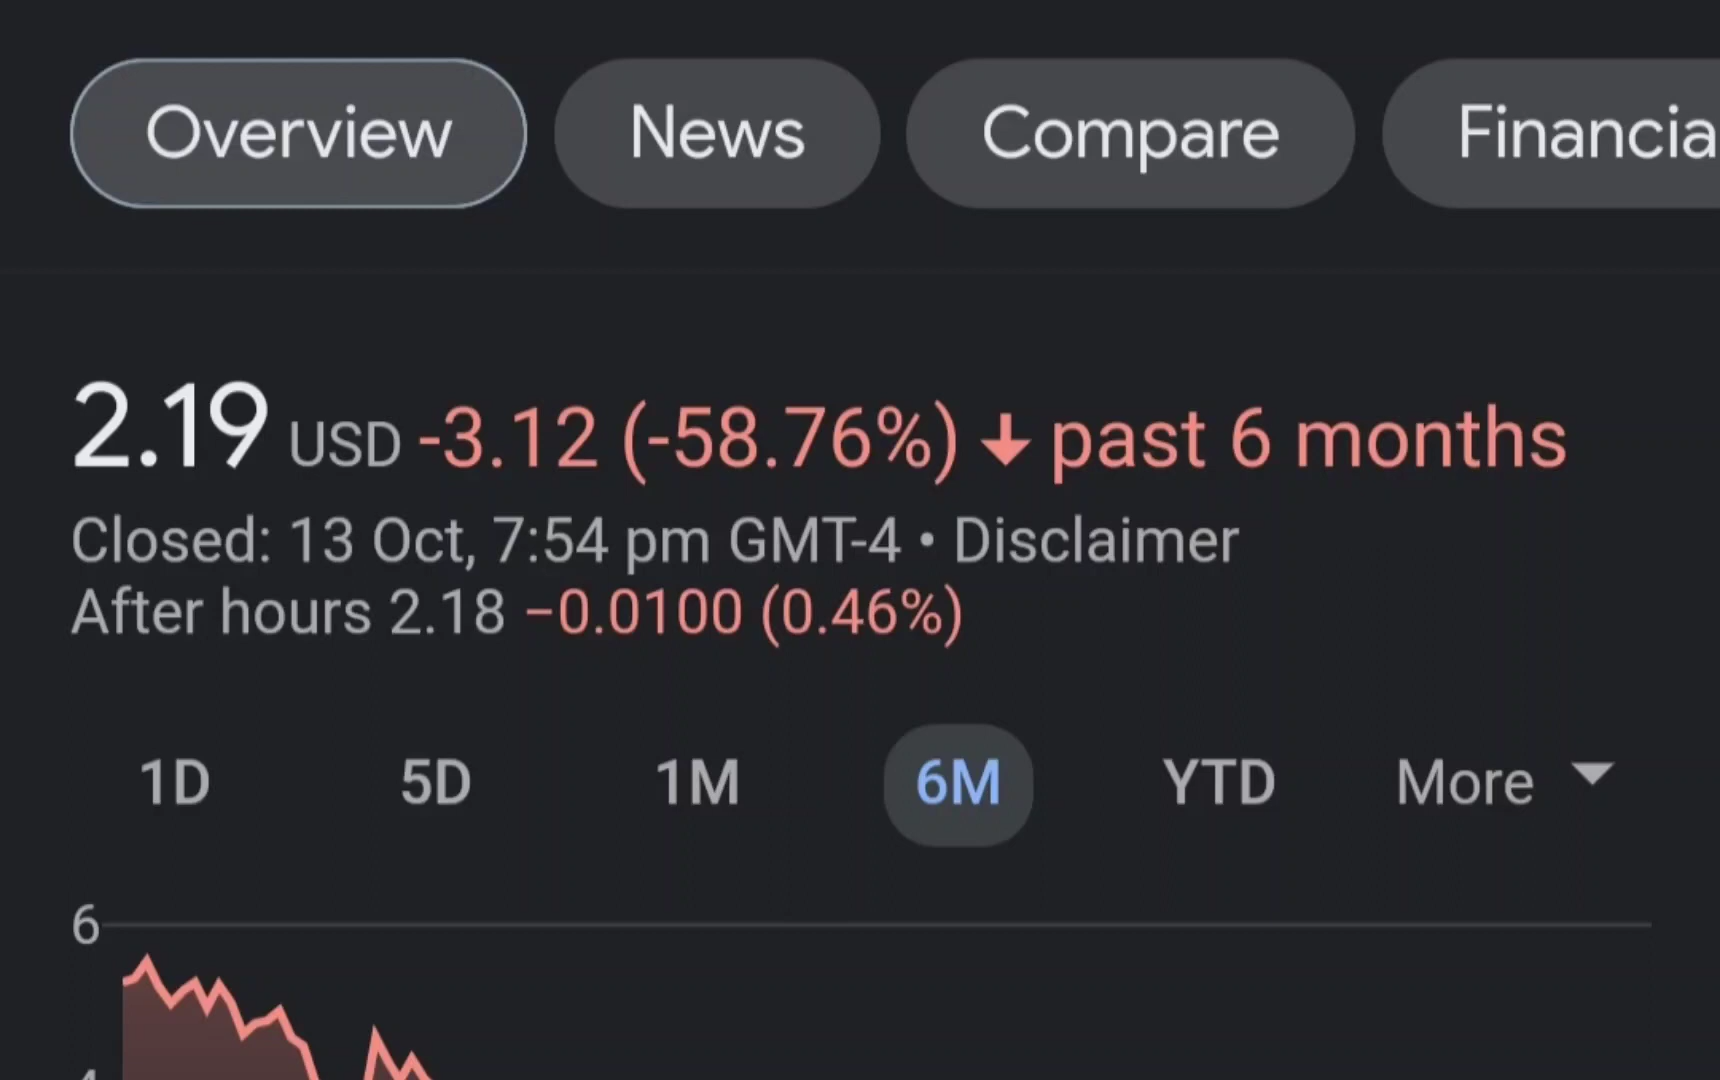 Overview News Compare Financia
2.19 USD -3.12 (-58.76%) ↓ past 6 months
Closed: 13 Oct, 7:54 pm GMT-4 • Disclaimer
After hours 2.18 −0.0100 (0.46%)
1D 5D 1M 6M YTD More
6
4